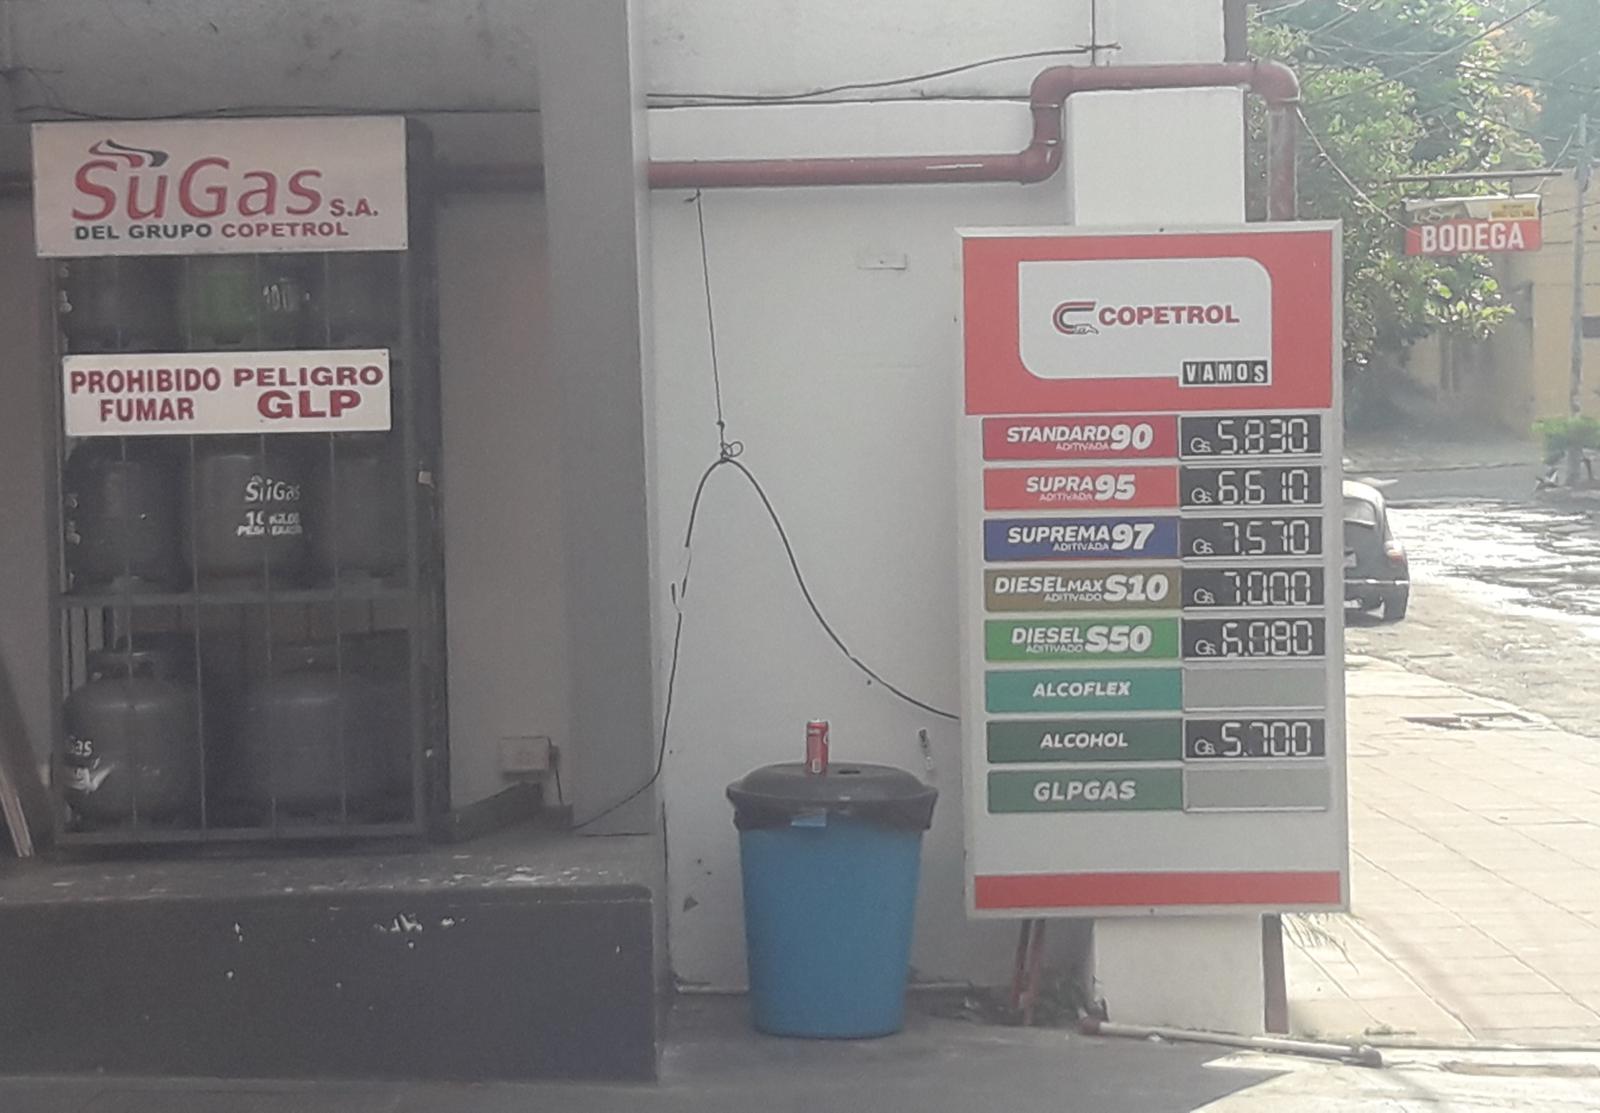 SuGas S.A.
DEL GRUPO COPETROL
PROHIBIDO FUMAR
PELIGRO GLP
SuGas
10 KILOS
BODEGA
COPETROL
VAMOS
STANDARD 90 ADITIVADA Gs. 5.830
SUPRA 95 ADITIVADA Gs. 6.610
SUPREMA 97 ADITIVADA Gs. 7.570
DIESEL MAX S10 ADITIVADO Gs. 7.000
DIESEL S50 ADITIVADO Gs. 6.080
ALCOFLEX
ALCOHOL Gs. 5.700
GLPGAS